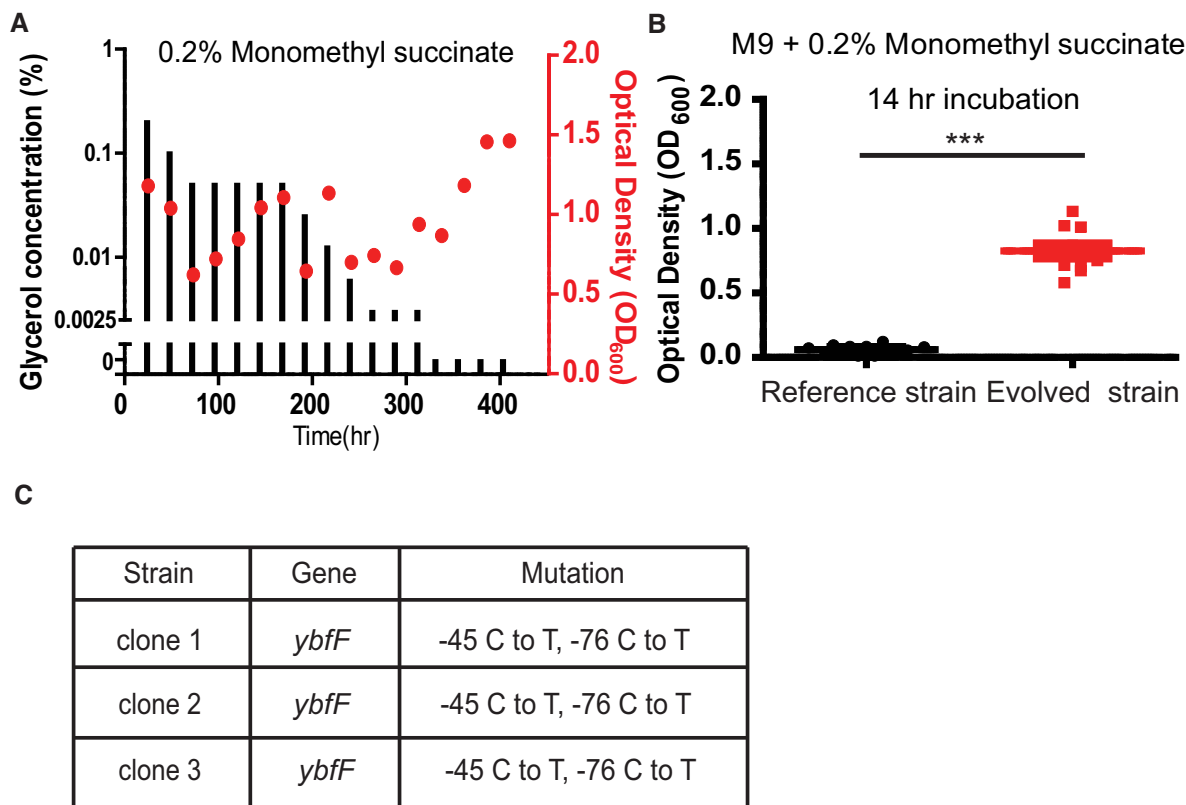 A
0.2% Monomethyl succinate
Glycerol concentration (%)
1
0.1
0.01
0.0025
0
0 100 200 300 400
Time(hr)
2.0
1.5
1.0
0.5
0.0
Optical Density (OD600)
B
M9 + 0.2% Monomethyl succinate
14 hr incubation
***
Optical Density (OD600)
2.0
1.5
1.0
0.5
0.0
Reference strain Evolved strain
C
Strain Gene Mutation
clone 1 ybfF -45 C to T, -76 C to T
clone 2 ybfF -45 C to T, -76 C to T
clone 3 ybfF -45 C to T, -76 C to T